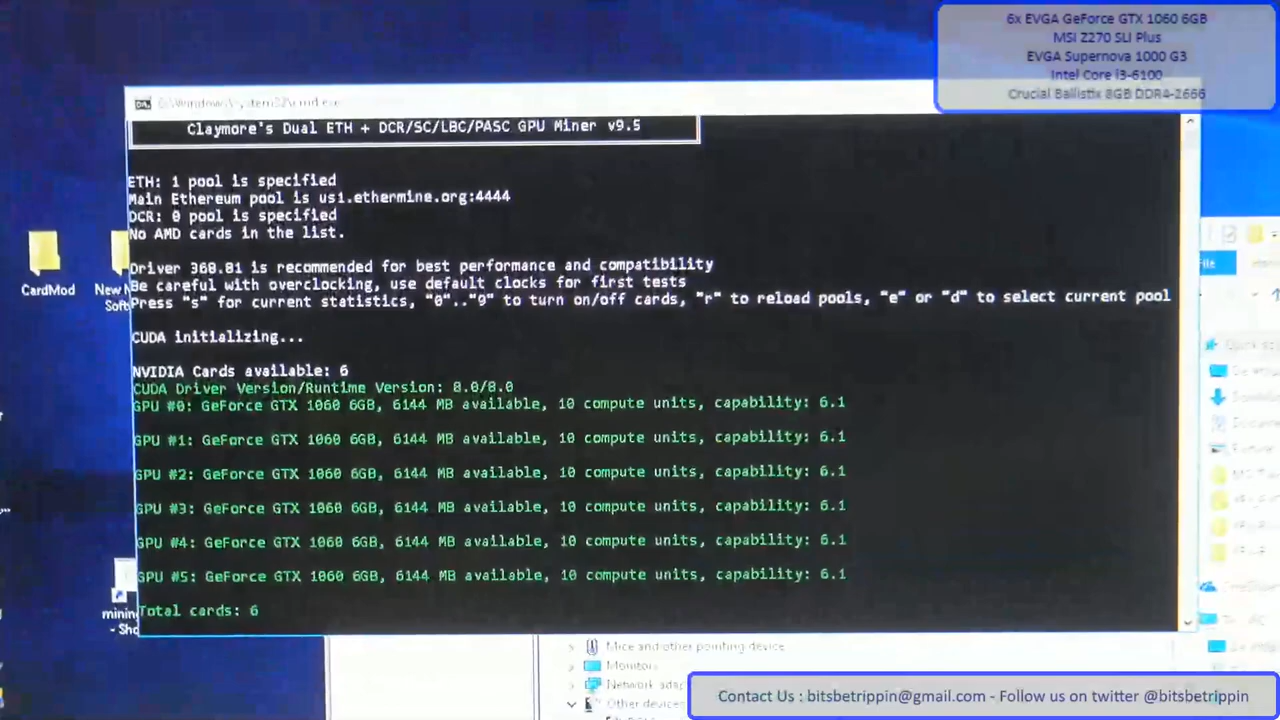 6x EVGA GeForce GTX 1060 6GB
MSI Z270 SLI Plus
EVGA Supernova 1000 G3
Intel Core i3-6100
Crucial Ballistix 8GB DDR4-2666
Claymore's Dual ETH + DCR/SC/LBC/PASC GPU Miner v9.5
ETH: 1 pool is specified
Main Ethereum pool is us1.ethermine.org:4444
DCR: 0 pool is specified
No AMD cards in the list.
Driver 368.81 is recommended for best performance and compatibility
Be careful with overclocking, use default clocks for first tests
Press "s" for current statistics, "0".."9" to turn on/off cards, "r" to reload pools, "e" or "d" to select current pool
CUDA initializing...
NVIDIA Cards available: 6
CUDA Driver Version/Runtime Version: 8.0/8.0
GPU #0: GeForce GTX 1060 6GB, 6144 MB available, 10 compute units, capability: 6.1
GPU #1: GeForce GTX 1060 6GB, 6144 MB available, 10 compute units, capability: 6.1
GPU #2: GeForce GTX 1060 6GB, 6144 MB available, 10 compute units, capability: 6.1
GPU #3: GeForce GTX 1060 6GB, 6144 MB available, 10 compute units, capability: 6.1
GPU #4: GeForce GTX 1060 6GB, 6144 MB available, 10 compute units, capability: 6.1
GPU #5: GeForce GTX 1060 6GB, 6144 MB available, 10 compute units, capability: 6.1
Total cards: 6
CardMod
New
Mice and other pointing device
Monitors
Network
Other devices
Contact Us : bitsbetrippin@gmail.com - Follow us on twitter @bitsbetrippin